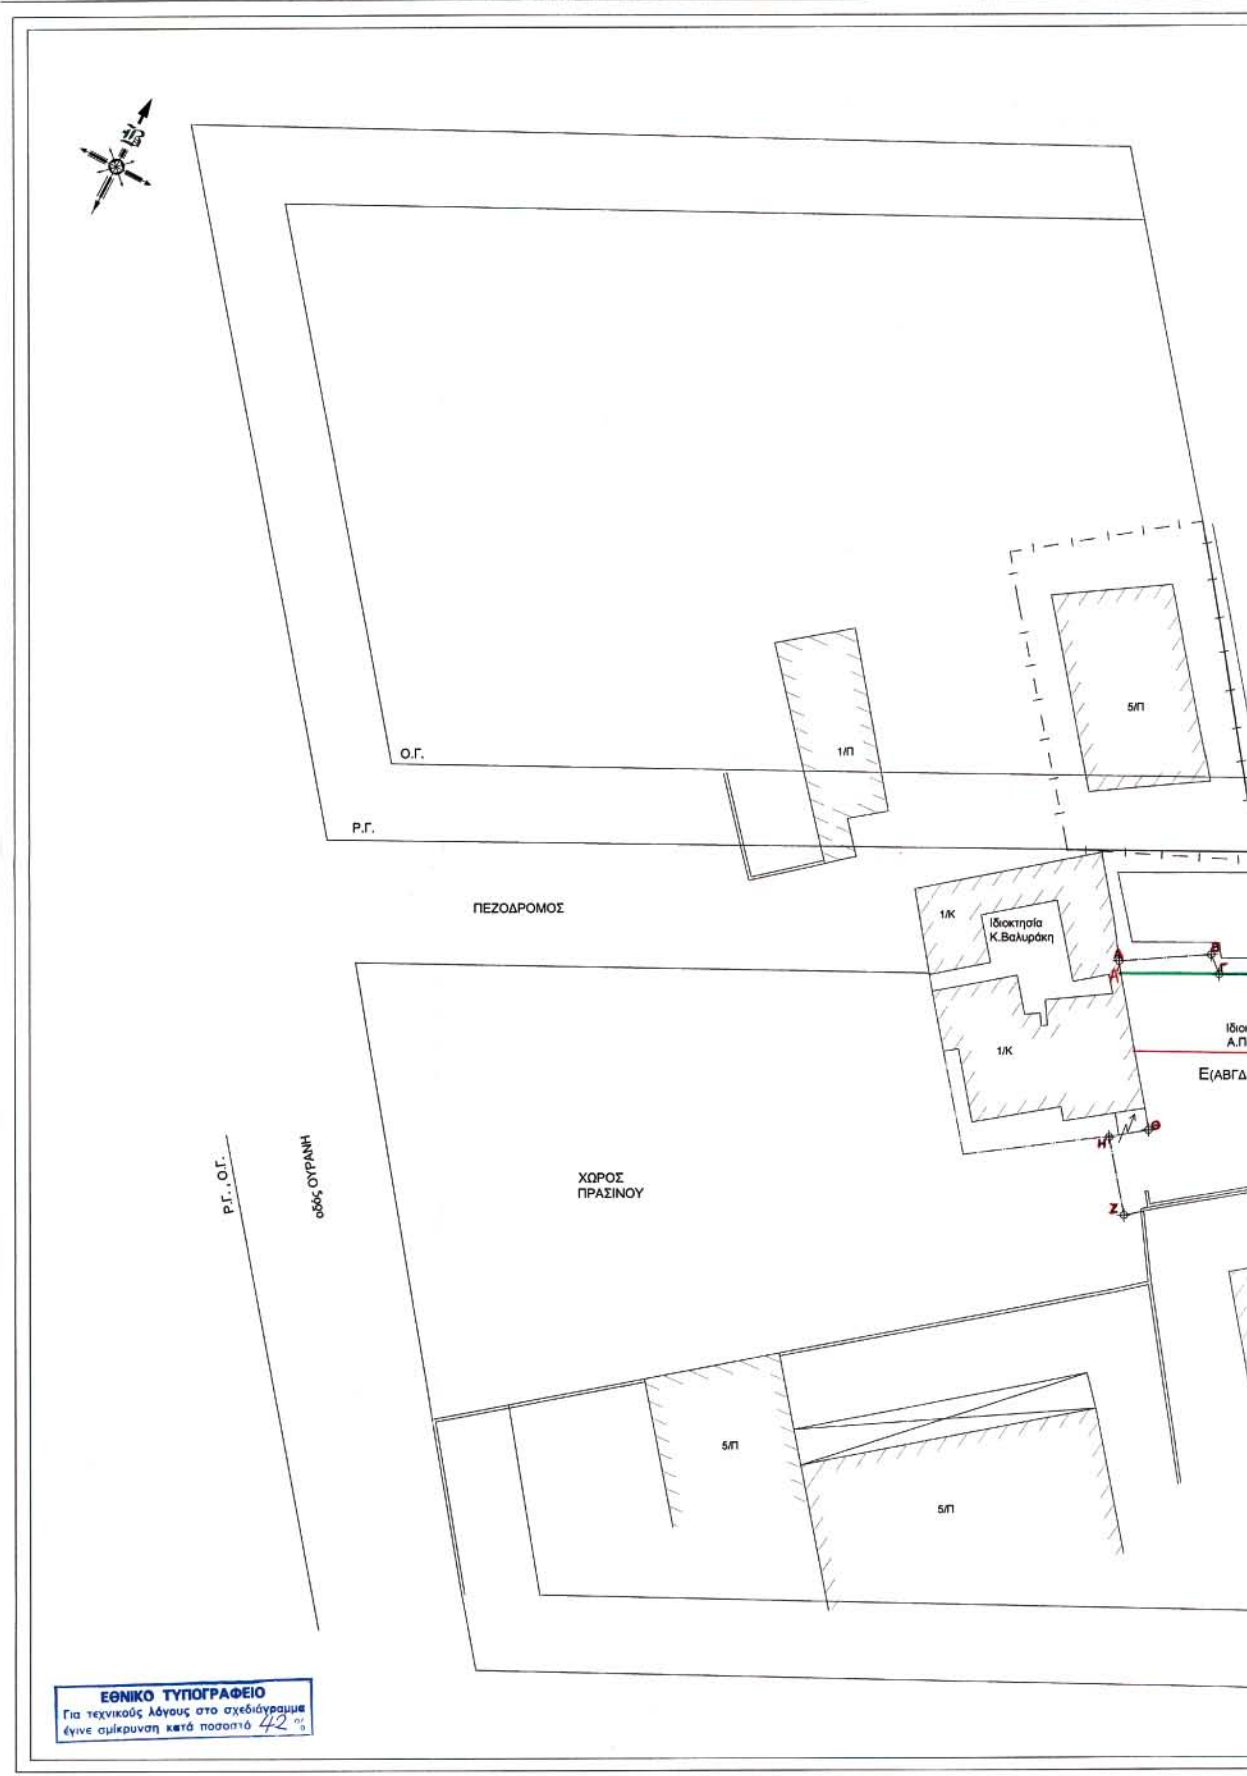 5/Π
1/Π
Ο.Γ.
Ρ.Γ.
ΠΕΖΟΔΡΟΜΟΣ
1/Κ
Ιδιοκτησία
Κ.Βαλυράκη
Α
Β
Α'
Γ
1/Κ
Ε(ΑΒΓΔ
Θ
Η
Ζ
Ρ.Γ., Ο.Γ.
οδός ΟΥΡΑΝΗ
ΧΩΡΟΣ
ΠΡΑΣΙΝΟΥ
5/Π
5/Π
ΕΘΝΙΚΟ ΤΥΠΟΓΡΑΦΕΙΟ
Για τεχνικούς λόγους στο σχεδιάγραμμα
έγινε σμίκρυνση κατά ποσοστό 42 %